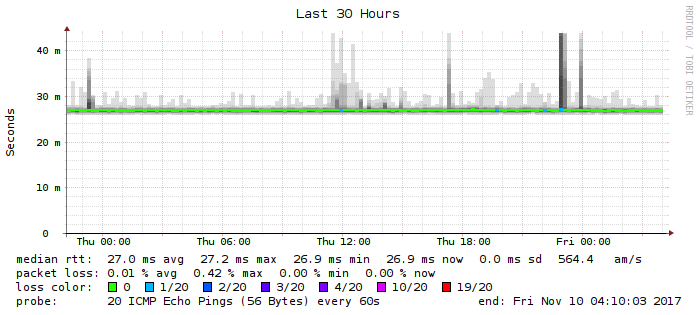 Last 30 Hours
RRDTOOL / TOBI OETIKER
Seconds
40 m
30 m
20 m
10 m
0
Thu 00:00 Thu 06:00 Thu 12:00 Thu 18:00 Fri 00:00
median rtt: 27.0 ms avg 27.2 ms max 26.9 ms min 26.9 ms now 0.0 ms sd 564.4 am/s
packet loss: 0.01 % avg 0.42 % max 0.00 % min 0.00 % now
loss color: 0 1/20 2/20 3/20 4/20 10/20 19/20
probe: 20 ICMP Echo Pings (56 Bytes) every 60s end: Fri Nov 10 04:10:03 2017